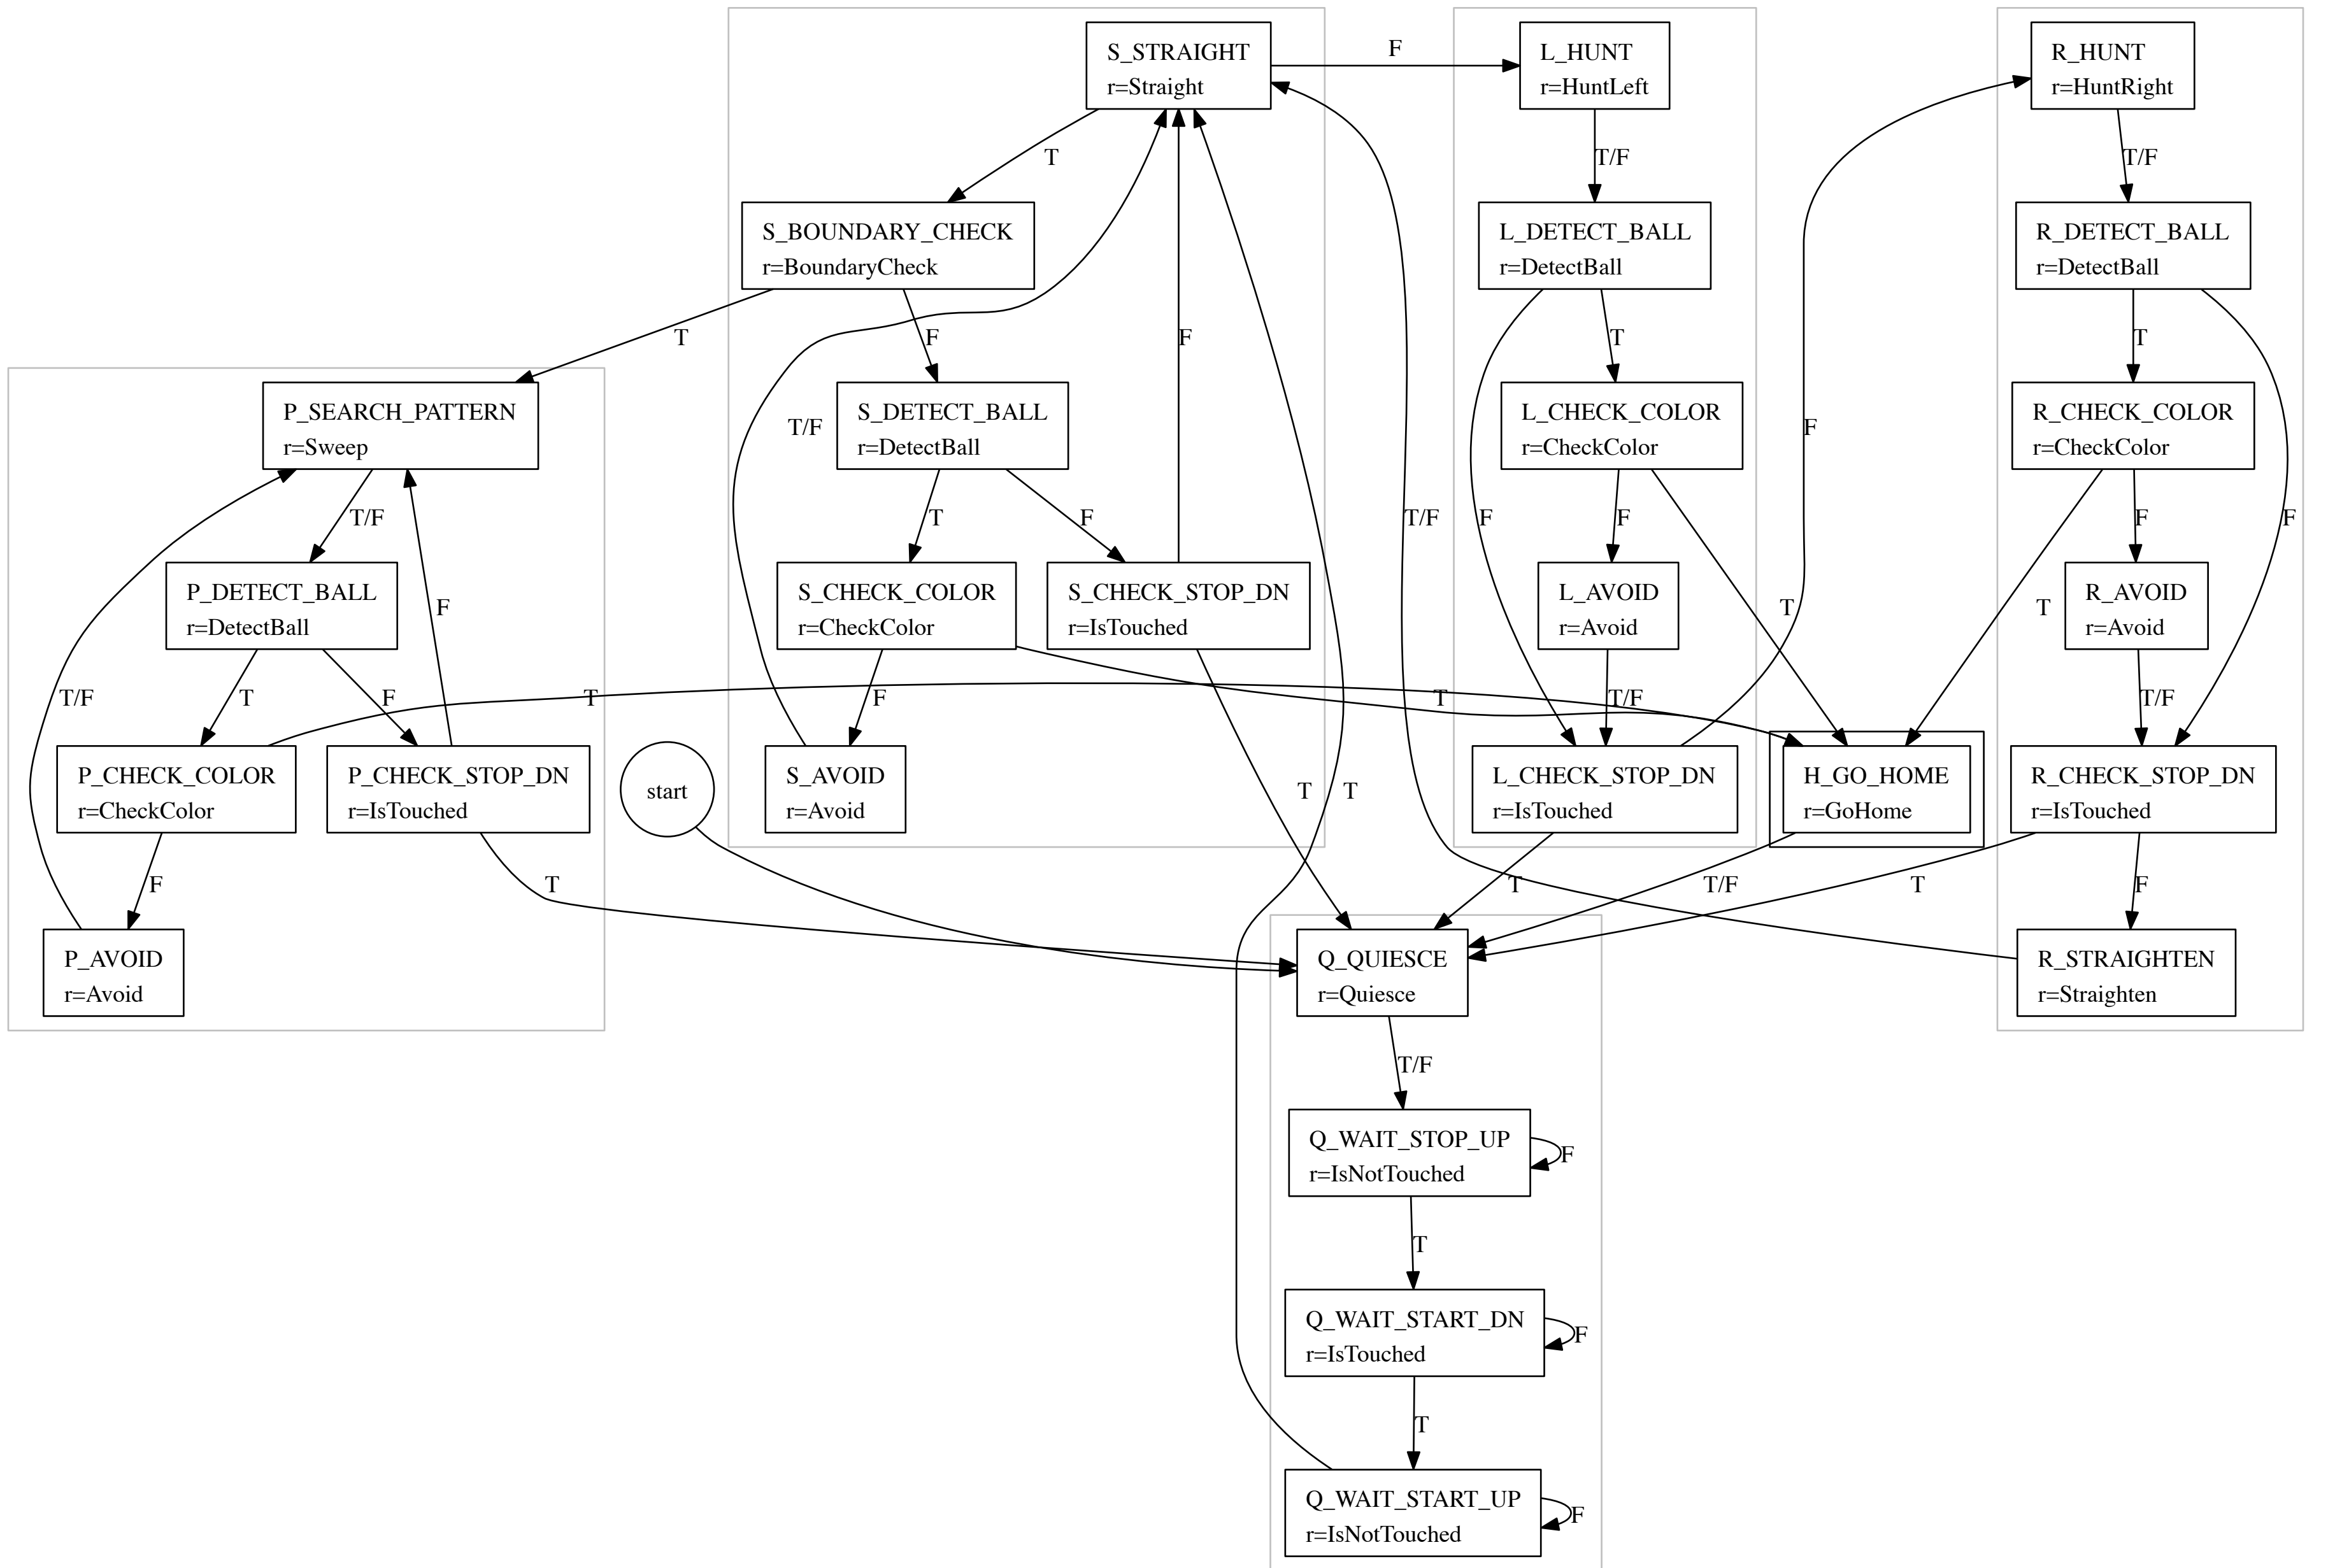 S_STRAIGHT
r=Straight
F
L_HUNT
r=HuntLeft
R_HUNT
r=HuntRight
T
T/F
T/F
S_BOUNDARY_CHECK
r=BoundaryCheck
L_DETECT_BALL
r=DetectBall
R_DETECT_BALL
r=DetectBall
T
F
F
T
T
P_SEARCH_PATTERN
r=Sweep
T/F
S_DETECT_BALL
r=DetectBall
L_CHECK_COLOR
r=CheckColor
F
R_CHECK_COLOR
r=CheckColor
T/F
T
F
T/F
F
F
F
F
P_DETECT_BALL
r=DetectBall
F
S_CHECK_COLOR
r=CheckColor
S_CHECK_STOP_DN
r=IsTouched
L_AVOID
r=Avoid
T
T
R_AVOID
r=Avoid
T/F
T
F
T
F
T
T/F
T/F
P_CHECK_COLOR
r=CheckColor
P_CHECK_STOP_DN
r=IsTouched
start
S_AVOID
r=Avoid
T
T
L_CHECK_STOP_DN
r=IsTouched
H_GO_HOME
r=GoHome
R_CHECK_STOP_DN
r=IsTouched
F
T
T
T/F
T
F
P_AVOID
r=Avoid
Q_QUIESCE
r=Quiesce
R_STRAIGHTEN
r=Straighten
T/F
Q_WAIT_STOP_UP
r=IsNotTouched
F
T
Q_WAIT_START_DN
r=IsTouched
F
T
Q_WAIT_START_UP
r=IsNotTouched
F